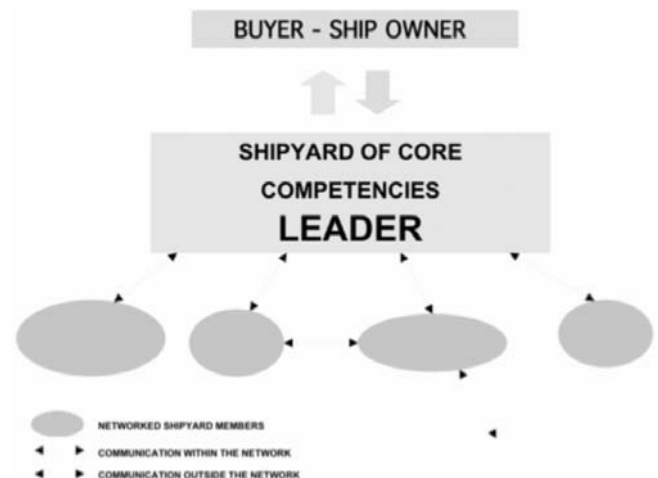 BUYER - SHIP OWNER
SHIPYARD OF CORE
COMPETENCIES
LEADER
NETWORKED SHIPYARD MEMBERS
COMMUNICATION WITHIN THE NETWORK
COMMUNICATION OUTSIDE THE NETWORK